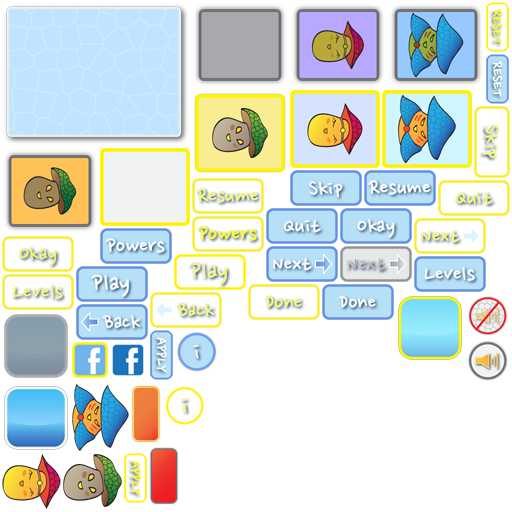 RESET
RESET
Skip
Skip
Resume
Quit
Resume
Quit
Okay
Powers
Next
Powers
Okay
Next
Next
Play
Levels
Levels
Play
Done
Done
Back
Back
APPLY
f
f
i
i
APPLY